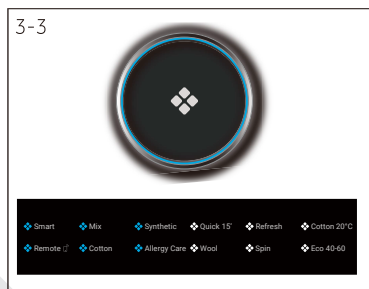 3-3
Smart Mix Synthetic Quick 15' Refresh Cotton 20°C
Remote Cotton Allergy Care Wool Spin Eco 40-60